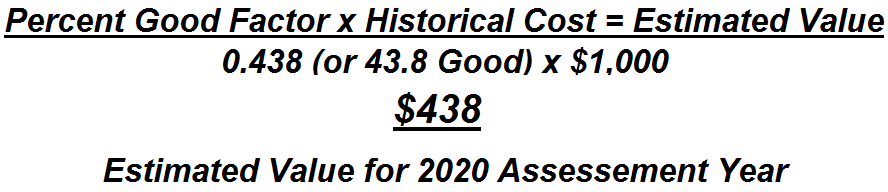 Percent Good Factor x Historical Cost = Estimated Value
0.438 (or 43.8 Good) x $1,000
$438
Estimated Value for 2020 Assessement Year